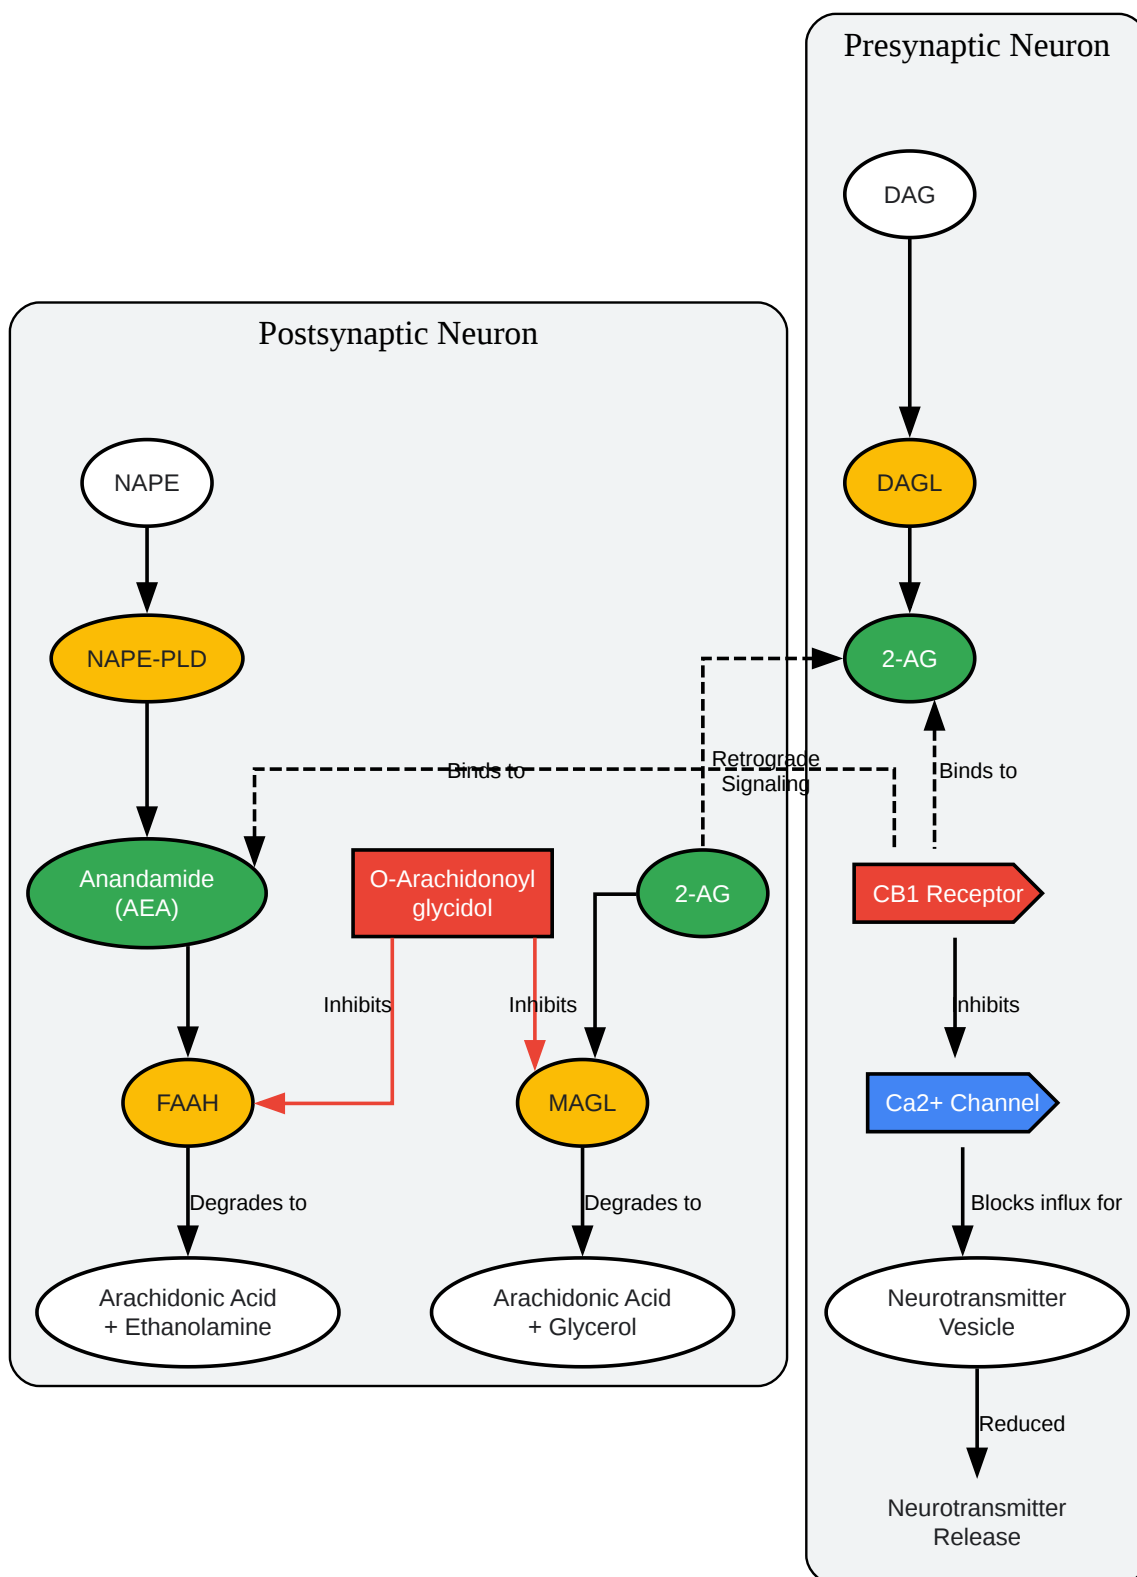 Presynaptic Neuron
DAG
Postsynaptic Neuron
NAPE
DAGL
NAPE-PLD
2-AG
Binds to
Retrograde
Signaling
Binds to
Anandamide
(AEA)
O-Arachidonoyl
glycidol
2-AG
CB1 Receptor
Inhibits
Inhibits
Inhibits
FAAH
MAGL
Ca2+ Channel
Degrades to
Degrades to
Blocks influx for
Arachidonic Acid
+ Ethanolamine
Arachidonic Acid
+ Glycerol
Neurotransmitter
Vesicle
Reduced
Neurotransmitter
Release